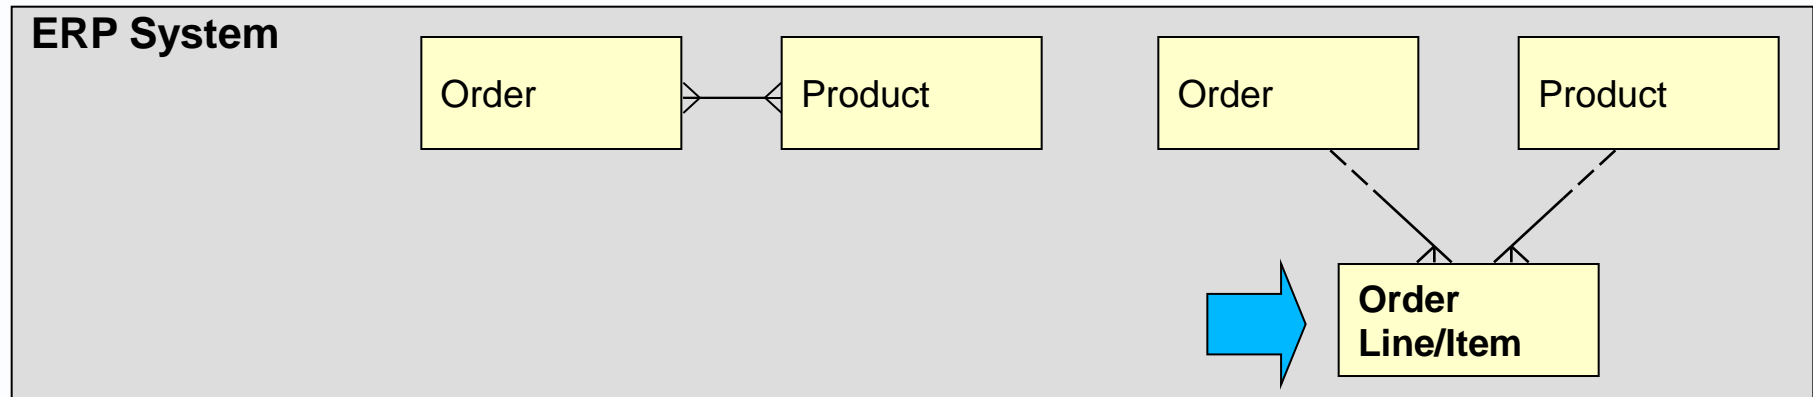 ERP System
Order
Product
Order
Product
Order
Line/Item